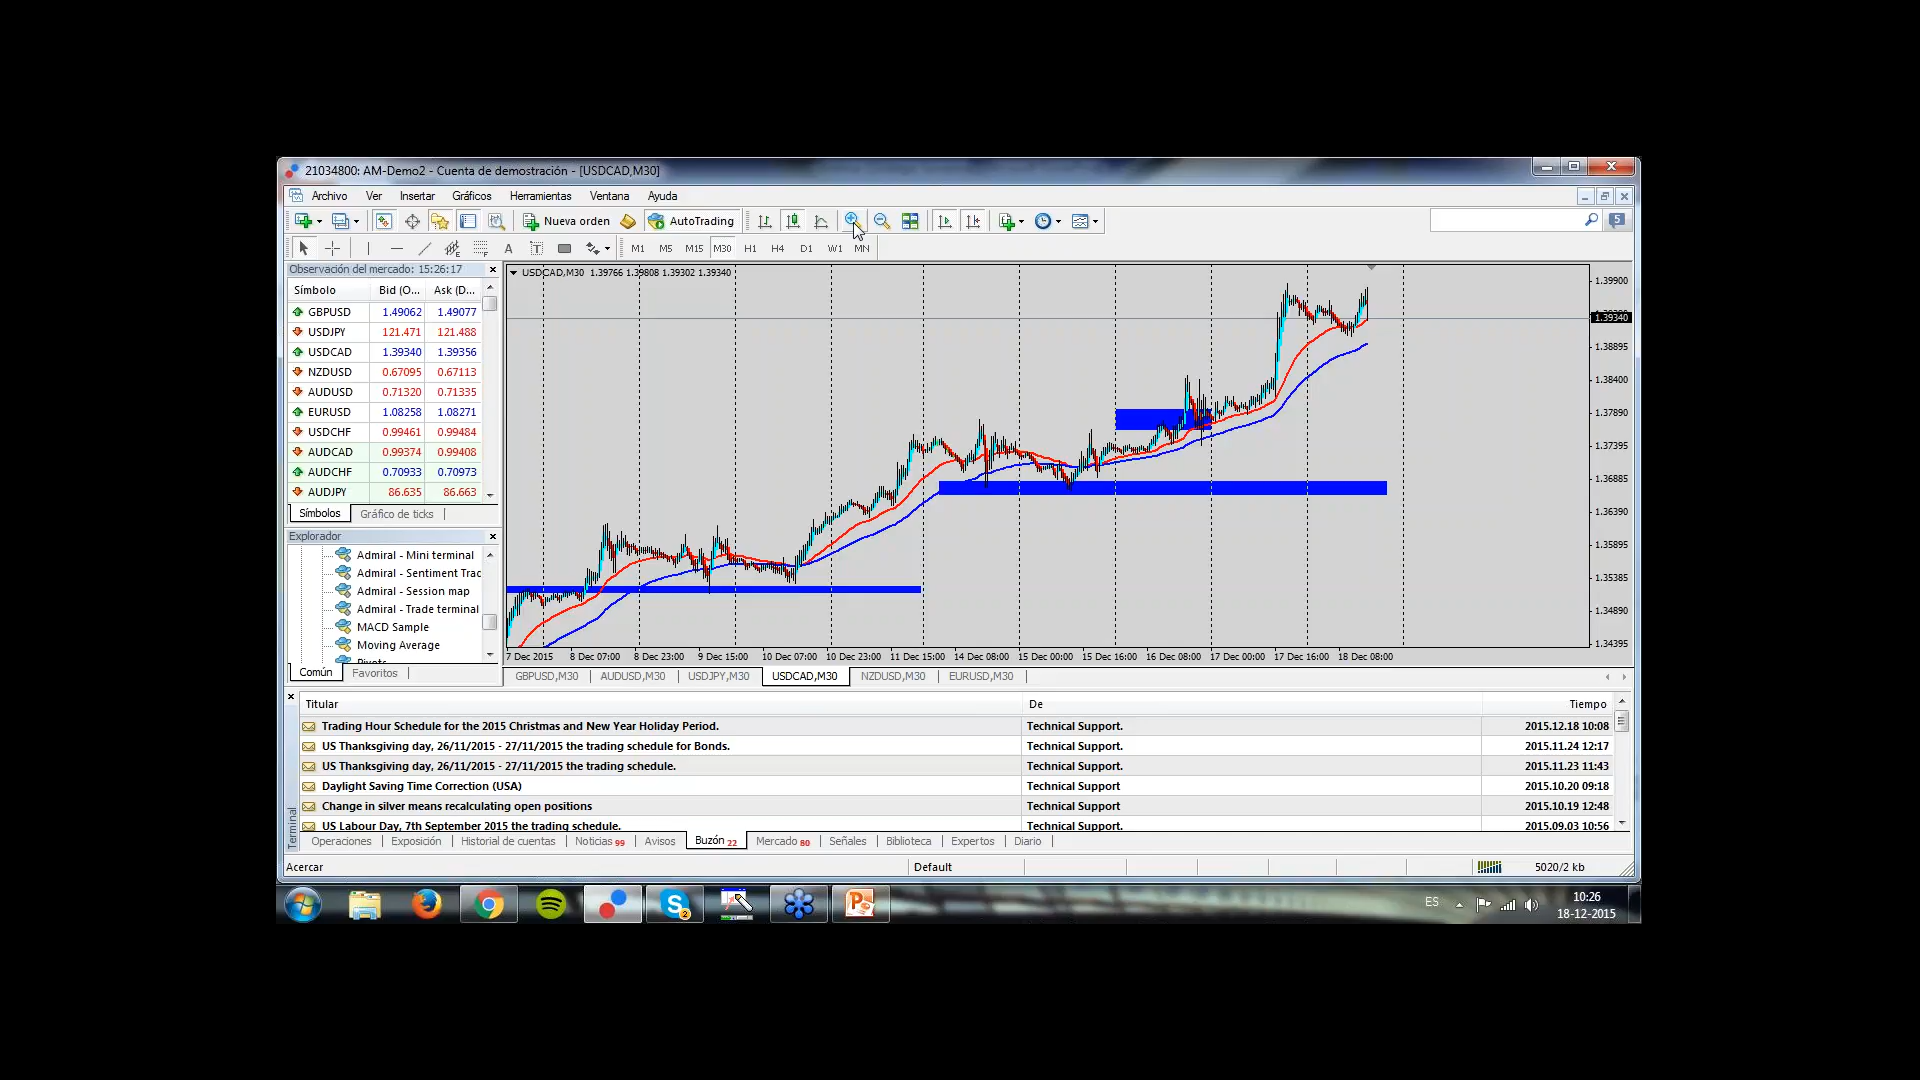 21034800: AM-Demo2 - Cuenta de demostración - [USDCAD,M30]
Archivo Ver Insertar Gráficos Herramientas Ventana Ayuda
Nueva orden AutoTrading 5
A T M1 M5 M15 M30 H1 H4 D1 W1 MN
Observación del mercado: 15:26:17
Símbolo Bid (O... Ask (D...
GBPUSD 1.49062 1.49077
USDJPY 121.471 121.488
USDCAD 1.39340 1.39356
NZDUSD 0.67095 0.67113
AUDUSD 0.71320 0.71335
EURUSD 1.08258 1.08271
USDCHF 0.99461 0.99484
AUDCAD 0.99374 0.99408
AUDCHF 0.70933 0.70973
AUDJPY 86.635 86.663
Símbolos Gráfico de ticks
Explorador
Admiral - Mini terminal
Admiral - Sentiment Trac
Admiral - Session map
Admiral - Trade terminal
MACD Sample
Moving Average
Pivots
Común Favoritos
USDCAD,M30 1.39766 1.39808 1.39302 1.39340
1.39900
1.39340
1.38895
1.38400
1.37890
1.37395
1.36885
1.36390
1.35895
1.35385
1.34890
1.34395
7 Dec 2015 8 Dec 07:00 8 Dec 23:00 9 Dec 15:00 10 Dec 07:00 10 Dec 23:00 11 Dec 15:00 14 Dec 08:00 15 Dec 00:00 15 Dec 16:00 16 Dec 08:00 17 Dec 00:00 17 Dec 16:00 18 Dec 08:00
GBPUSD,M30 AUDUSD,M30 USDJPY,M30 USDCAD,M30 NZDUSD,M30 EURUSD,M30
Titular De Tiempo
Trading Hour Schedule for the 2015 Christmas and New Year Holiday Period. Technical Support. 2015.12.18 10:08
US Thanksgiving day, 26/11/2015 - 27/11/2015 the trading schedule for Bonds. Technical Support. 2015.11.24 12:17
US Thanksgiving day, 26/11/2015 - 27/11/2015 the trading schedule. Technical Support. 2015.11.23 11:43
Daylight Saving Time Correction (USA) Technical Support 2015.10.20 09:18
Change in silver means recalculating open positions Technical Support 2015.10.19 12:48
US Labour Day, 7th September 2015 the trading schedule. Technical Support. 2015.09.03 10:56
Terminal
Operaciones Exposición Historial de cuentas Noticias 99 Avisos Buzón 22 Mercado 80 Señales Biblioteca Expertos Diario
Acercar Default 5020/2 kb
ES 10:26
18-12-2015